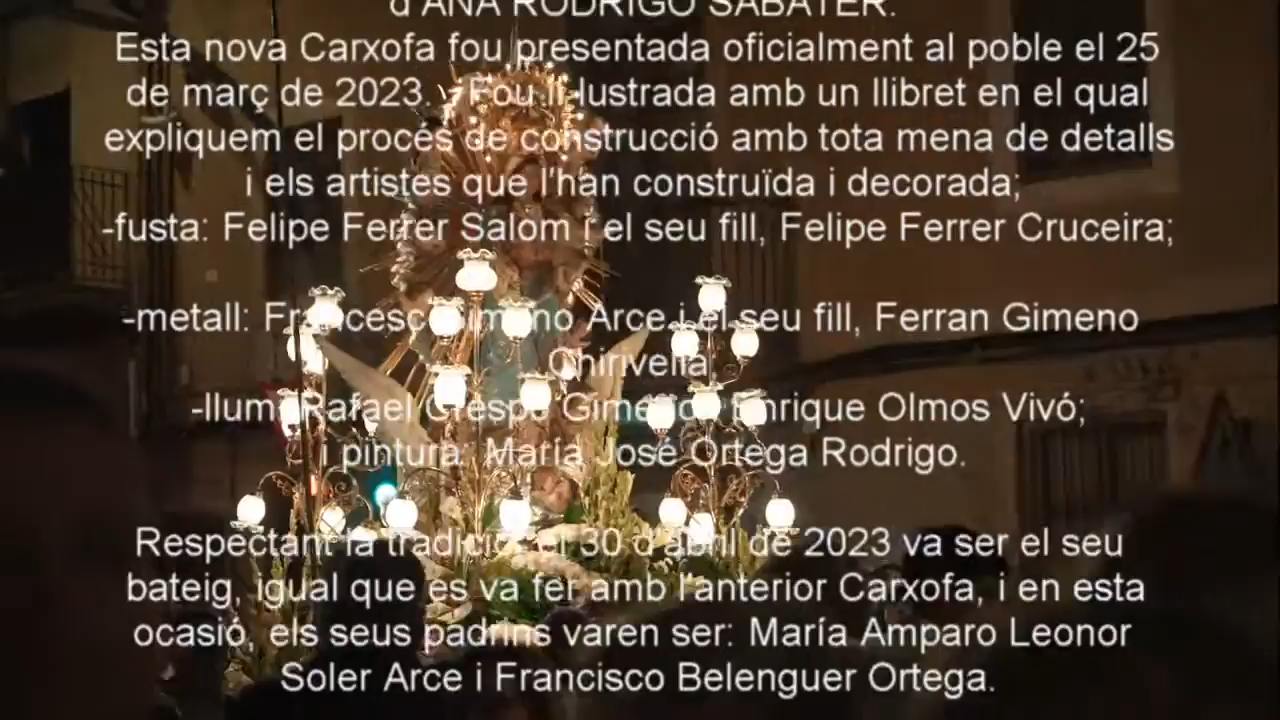 d'ANA RODRIGO SABATER.
Esta nova Carxofa fou presentada oficialment al poble el 25
de març de 2023. - Fou il·lustrada amb un llibret en el qual
expliquem el procés de construcció amb tota mena de detalls
i els artistes que l'han construïda i decorada;
-fusta: Felipe Ferrer Salom i el seu fill, Felipe Ferrer Cruceira;
-metall: Francesc Gimeno Arce i el seu fill, Ferran Gimeno
Chirivella;
-llum: Rafael Crespo Gimeno i Enrique Olmos Vivó;
i pintura: María José Ortega Rodrigo.
Respectant la tradició, el 30 d'abril de 2023 va ser el seu
bateig, igual que es va fer amb l'anterior Carxofa, i en esta
ocasió, els seus padrins varen ser: María Amparo Leonor
Soler Arce i Francisco Belenguer Ortega.